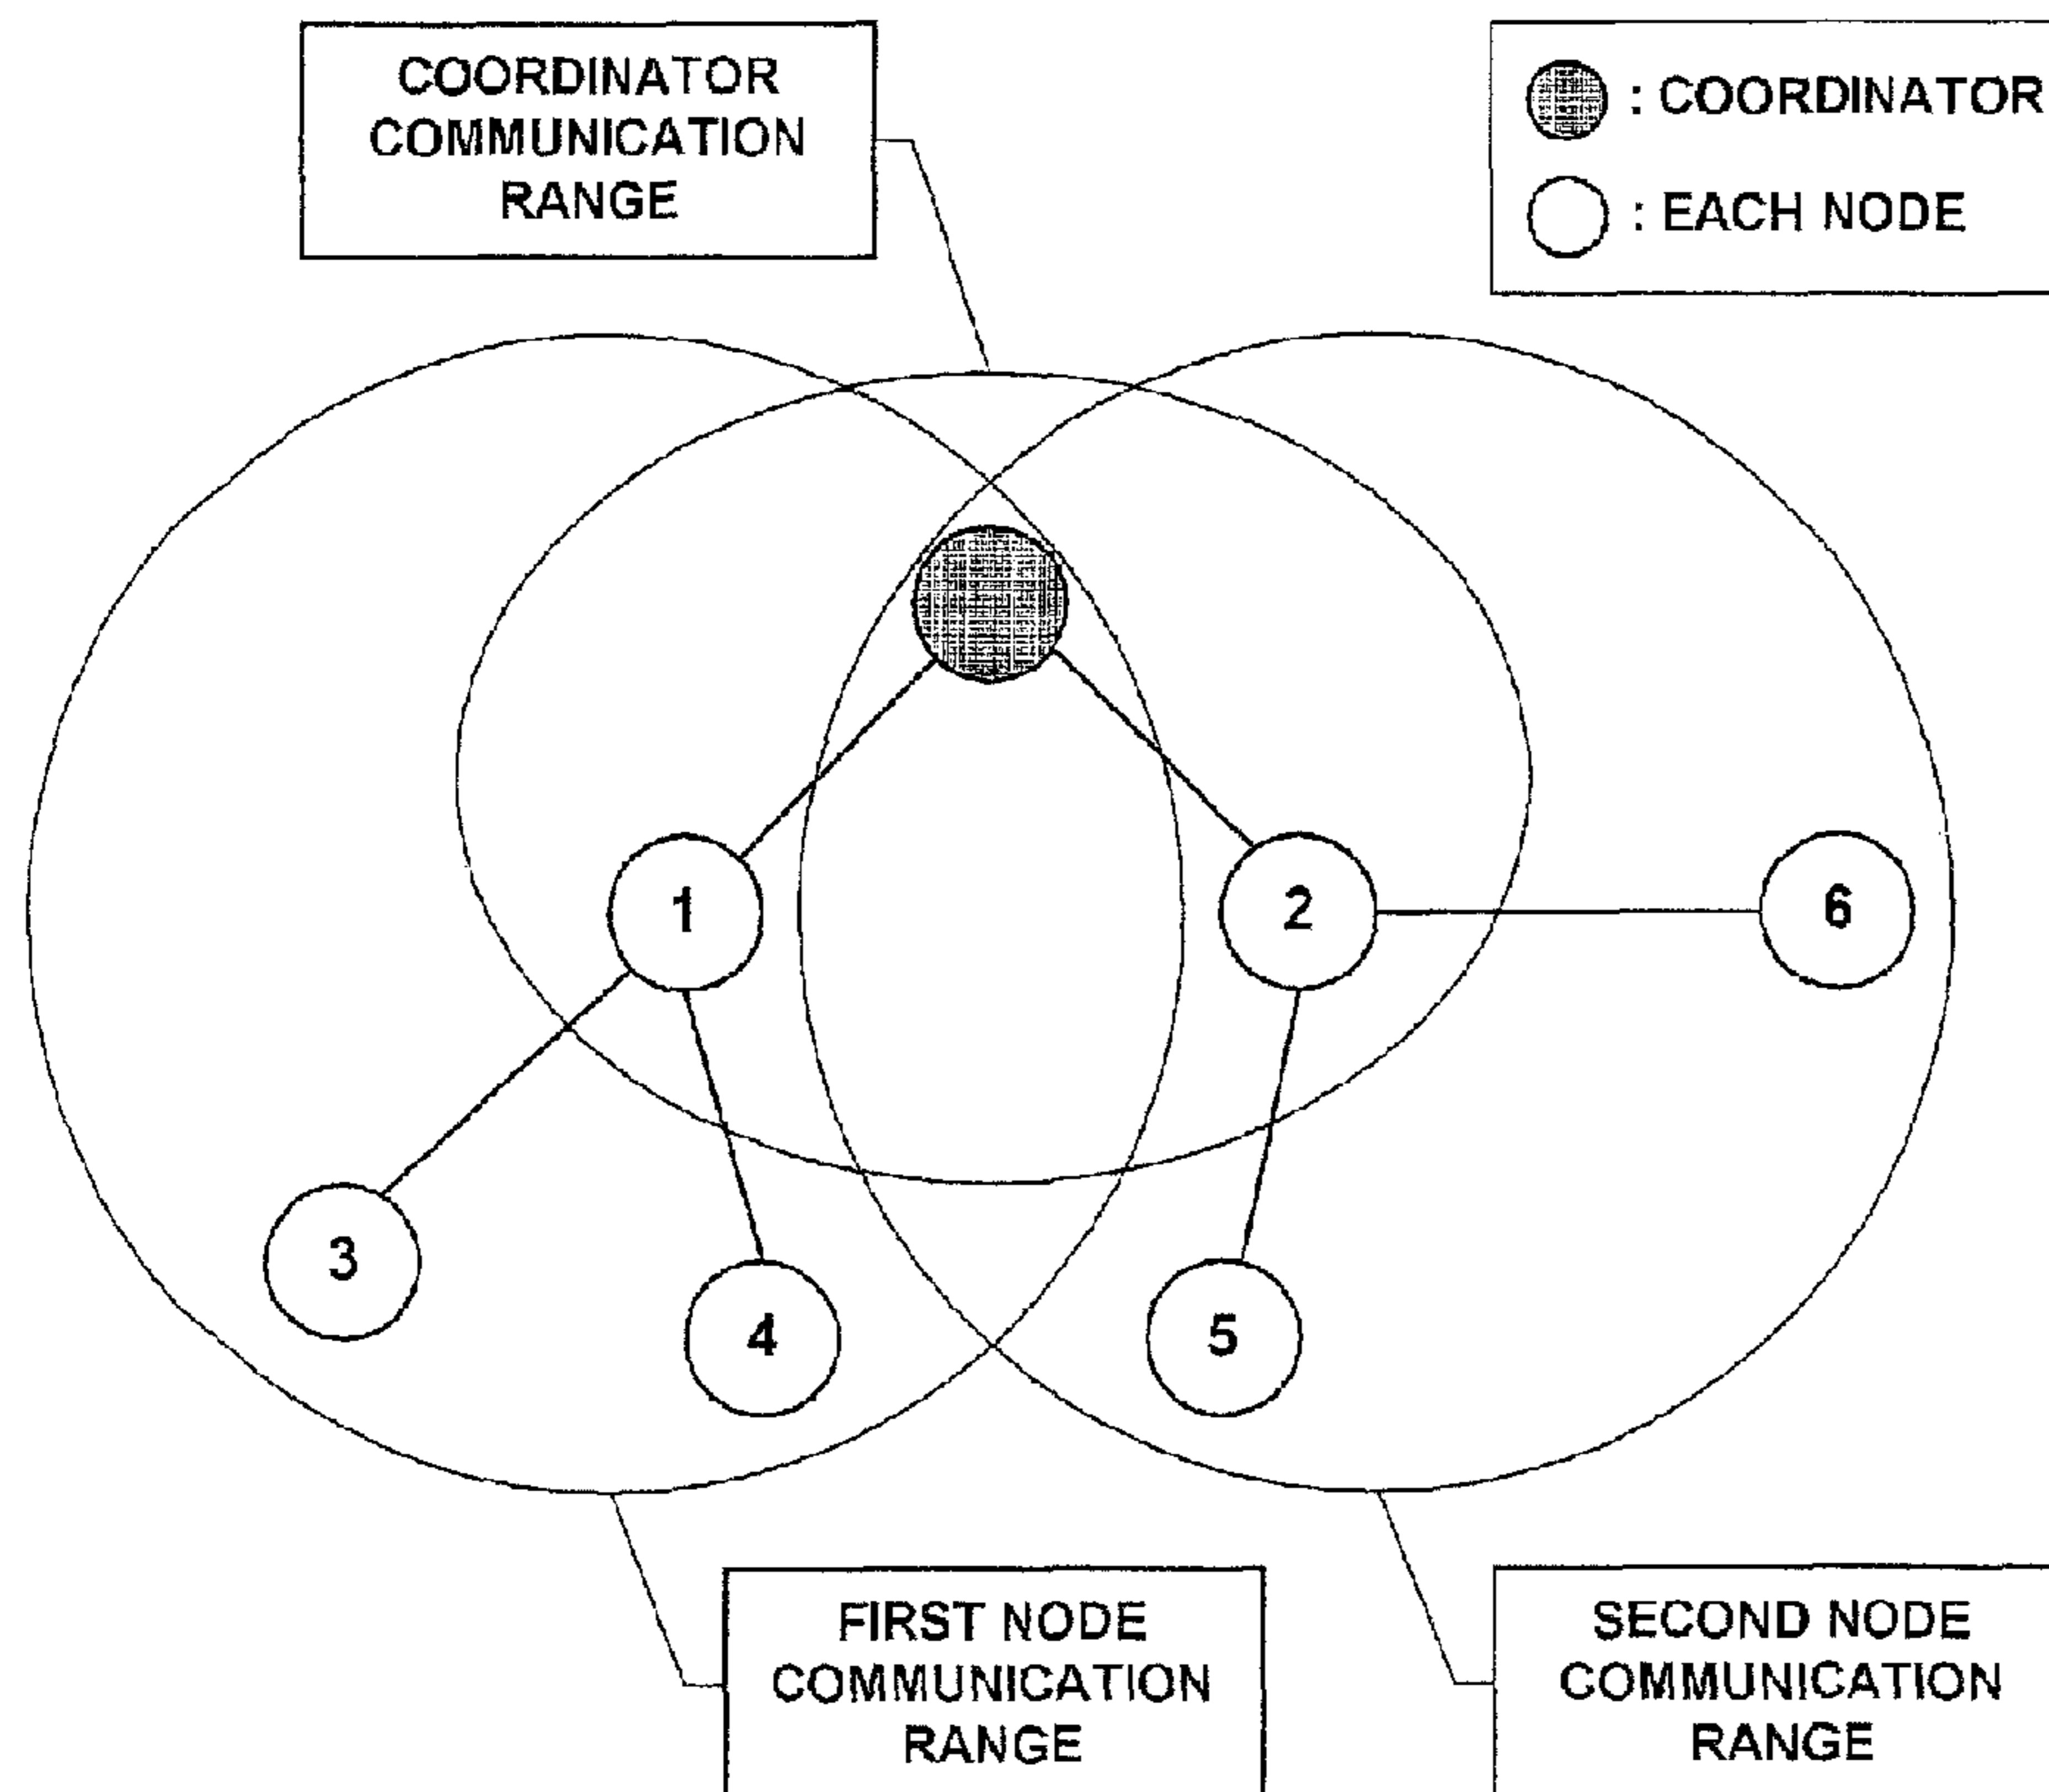 COORDINATOR
COMMUNICATION
RANGE
: COORDINATOR
: EACH NODE
1
2
6
3
4
5
FIRST NODE
COMMUNICATION
RANGE
SECOND NODE
COMMUNICATION
RANGE